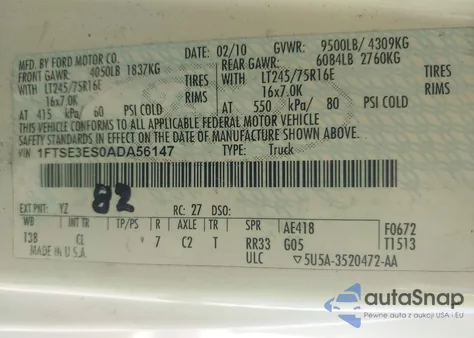 MFD. BY FORD MOTOR CO. DATE: 02/10 GVWR: 9500LB/ 4309KG
FRONT GAWR: 4050LB 1837KG REAR GAWR: 6084LB 2760KG
WITH LT245/75R16E TIRES WITH LT245/75R16E TIRES
16x7.0K RIMS 16x7.0K RIMS
AT 415 kPa/ 60 PSI COLD AT 550 kPa/ 80 PSI COLD
THIS VEHICLE CONFORMS TO ALL APPLICABLE FEDERAL MOTOR VEHICLE
SAFETY STANDARDS IN EFFECT ON THE DATE OF MANUFACTURE SHOWN ABOVE.
VIN 1FTSE3ES0ADA56147 TYPE: Truck
82
EXT PNT: YZ RC: 27 DSO:
WB INT TR TP/PS R AXLE TR SPR AE418 F0672
138 CL 7 C2 T RR33 G05 T1513
MADE IN U.S.A. ULC ▽5U5A-3520472-AA
autoSnap
Pewne auta z aukcji USA i EU